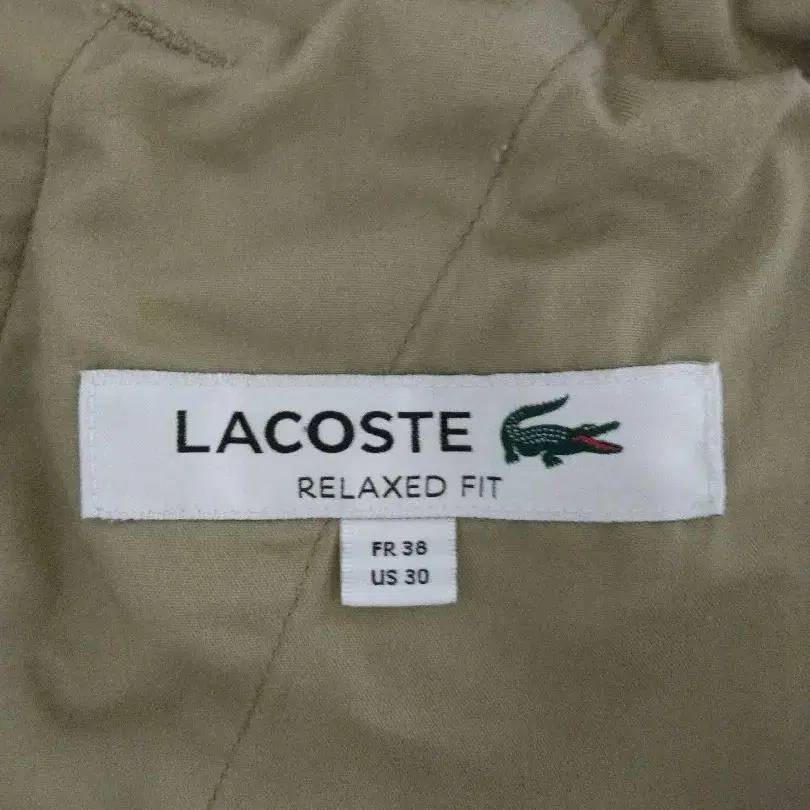 LACOSTE
RELAXED FIT
FR 38
US 30